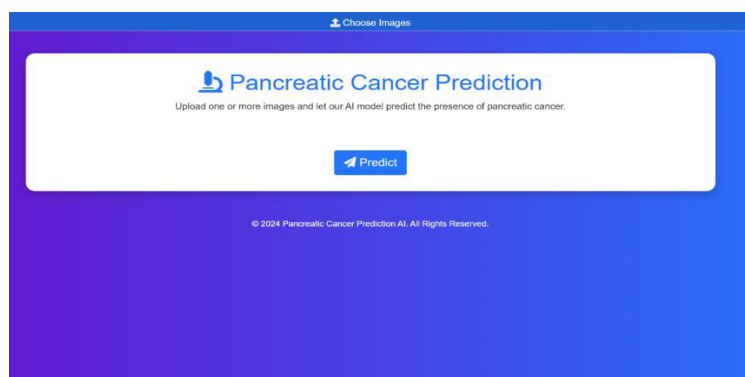 Choose Images
Pancreatic Cancer Prediction
Upload one or more images and let our AI model predict the presence of pancreatic cancer.
Predict
© 2024 Pancreatic Cancer Prediction AI. All Rights Reserved.